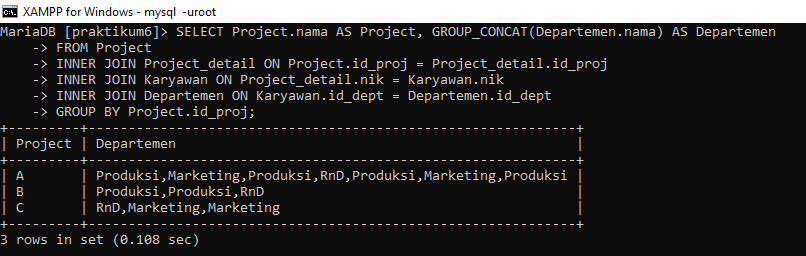 XAMPP for Windows - mysql -uroot
MariaDB [praktikum6]> SELECT Project.nama AS Project, GROUP_CONCAT(Departemen.nama) AS Departemen
    -> FROM Project
    -> INNER JOIN Project_detail ON Project.id_proj = Project_detail.id_proj
    -> INNER JOIN Karyawan ON Project_detail.nik = Karyawan.nik
    -> INNER JOIN Departemen ON Karyawan.id_dept = Departemen.id_dept
    -> GROUP BY Project.id_proj;
+---------+-----------------------------------------------------------+
| Project | Departemen                                                |
+---------+-----------------------------------------------------------+
| A       | Produksi,Marketing,Produksi,RnD,Produksi,Marketing,Produksi |
| B       | Produksi,Produksi,RnD                                     |
| C       | RnD,Marketing,Marketing                                   |
+---------+-----------------------------------------------------------+
3 rows in set (0.108 sec)